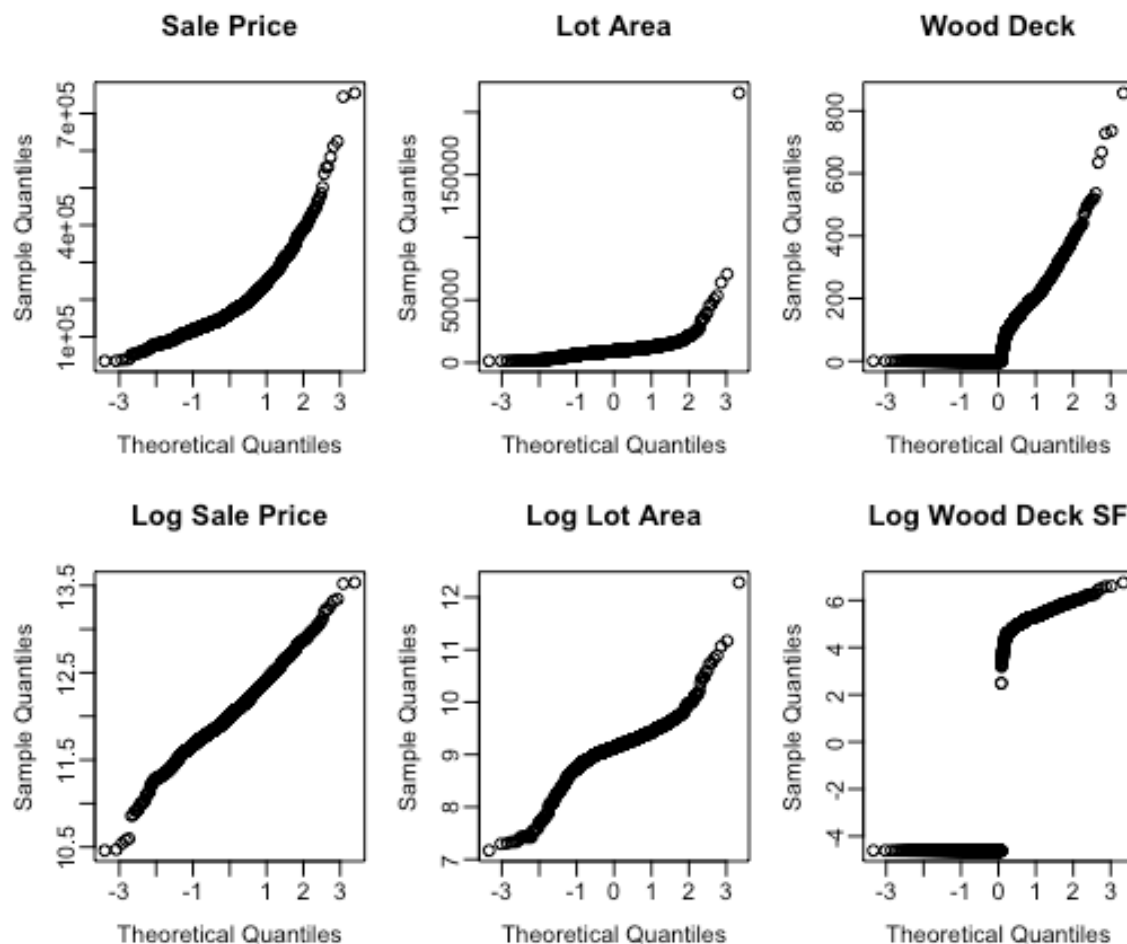 Sale Price
Sample Quantiles
1e+05 4e+05 7e+05
-3 -1 1 2 3
Theoretical Quantiles
Lot Area
Sample Quantiles
0 50000 150000
-3 -1 0 1 2 3
Theoretical Quantiles
Wood Deck
Sample Quantiles
0 200 400 600 800
-3 -1 0 1 2 3
Theoretical Quantiles
Log Sale Price
Sample Quantiles
10.5 11.5 12.5 13.5
-3 -1 1 2 3
Theoretical Quantiles
Log Lot Area
Sample Quantiles
7 8 9 10 11 12
-3 -1 0 1 2 3
Theoretical Quantiles
Log Wood Deck SF
Sample Quantiles
-4 -2 0 2 4 6
-3 -1 0 1 2 3
Theoretical Quantiles